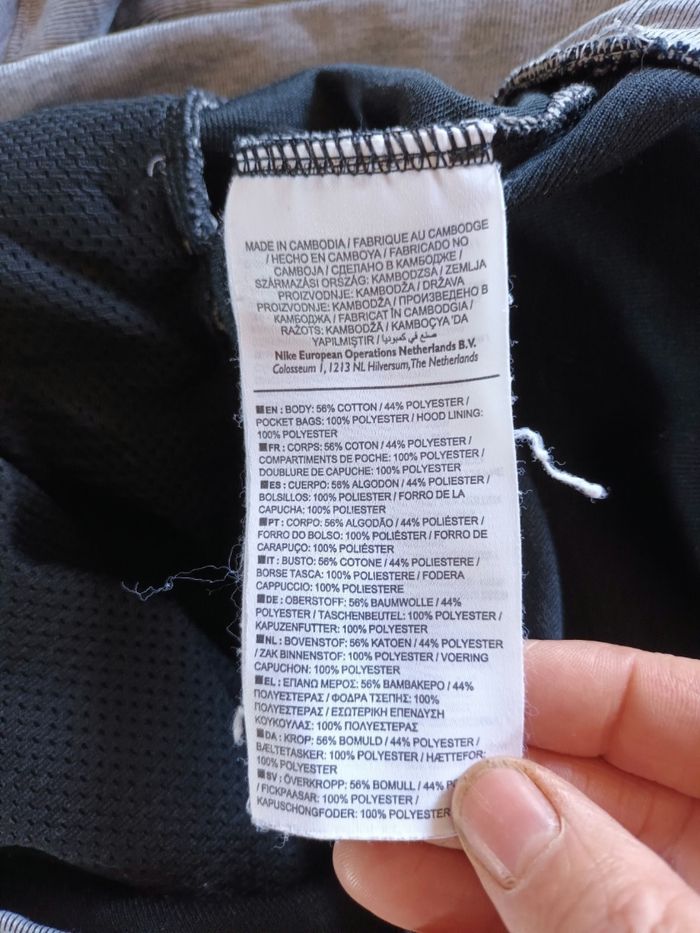 MADE IN CAMBODIA / FABRIQUE AU CAMBODGE
/ HECHO EN CAMBOYA / FABRICADO NO
CAMBOJA / СДЕЛАНО В КАМБОДЖЕ /
SZÁRMAZÁSI ORSZÁG: KAMBODZSA / ZEMLJA
PROIZVODNJE: KAMBODŽA / DRŽAVA
PROIZVODNJE: KAMBODŽA / ПРОИЗВЕДЕНО В
КАМБОДЖА / FABRICAT ÎN CAMBODGIA /
RAŽOTS: KAMBODŽA / KAMBOÇYA 'DA
YAPILMIŞTIR / صنع في كمبوديا
Nike European Operations Netherlands B.V.
Colosseum 1, 1213 NL Hilversum, The Netherlands
EN : BODY: 56% COTTON / 44% POLYESTER /
POCKET BAGS: 100% POLYESTER / HOOD LINING:
100% POLYESTER
FR : CORPS: 56% COTON / 44% POLYESTER /
COMPARTIMENTS DE POCHE: 100% POLYESTER /
DOUBLURE DE CAPUCHE: 100% POLYESTER
ES : CUERPO: 56% ALGODON / 44% POLIESTER /
BOLSILLOS: 100% POLIESTER / FORRO DE LA
CAPUCHA: 100% POLIESTER
PT : CORPO: 56% ALGODÃO / 44% POLIÉSTER /
FORRO DO BOLSO: 100% POLIÉSTER / FORRO DE
CARAPUÇO: 100% POLIÉSTER
IT : BUSTO: 56% COTONE / 44% POLIESTERE /
BORSE TASCA: 100% POLIESTERE / FODERA
CAPPUCCIO: 100% POLIESTERE
DE : OBERSTOFF: 56% BAUMWOLLE / 44%
POLYESTER / TASCHENBEUTEL: 100% POLYESTER /
KAPUZENFUTTER: 100% POLYESTER
NL : BOVENSTOF: 56% KATOEN / 44% POLYESTER
/ ZAK BINNENSTOF: 100% POLYESTER / VOERING
CAPUCHON: 100% POLYESTER
EL : ΕΠΑΝΩ ΜΕΡΟΣ: 56% ΒΑΜΒΑΚΕΡΟ / 44%
ΠΟΛΥΕΣΤΕΡΑΣ / ΦΟΔΡΑ ΤΣΕΠΗΣ: 100%
ΠΟΛΥΕΣΤΕΡΑΣ / ΕΣΩΤΕΡΙΚΗ ΕΠΕΝΔΥΣΗ
ΚΟΥΚΟΥΛΑΣ: 100% ΠΟΛΥΕΣΤΕΡΑΣ
DA : KROP: 56% BOMULD / 44% POLYESTER /
BÆLTETASKER: 100% POLYESTER / HÆTTEFOR:
100% POLYESTER
SV : ÖVERKROPP: 56% BOMULL / 44%
/ FICKPAASAR: 100% POLYESTER /
KAPUSCHONGFODER: 100% POLYESTER